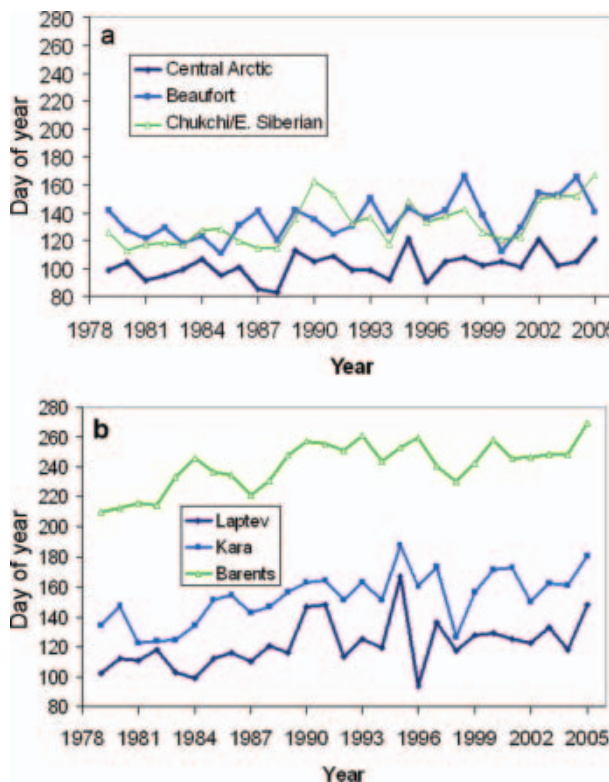 a
280
260
240
220
200
180
160
140
120
100
80
Day of year
Central Arctic
Beaufort
Chukchi/E. Siberian
1978 1981 1984 1987 1990 1993 1996 1999 2002 2005
Year
b
280
260
240
220
200
180
160
140
120
100
80
Day of year
Laptev
Kara
Barents
1978 1981 1984 1987 1990 1993 1996 1999 2002 2005
Year